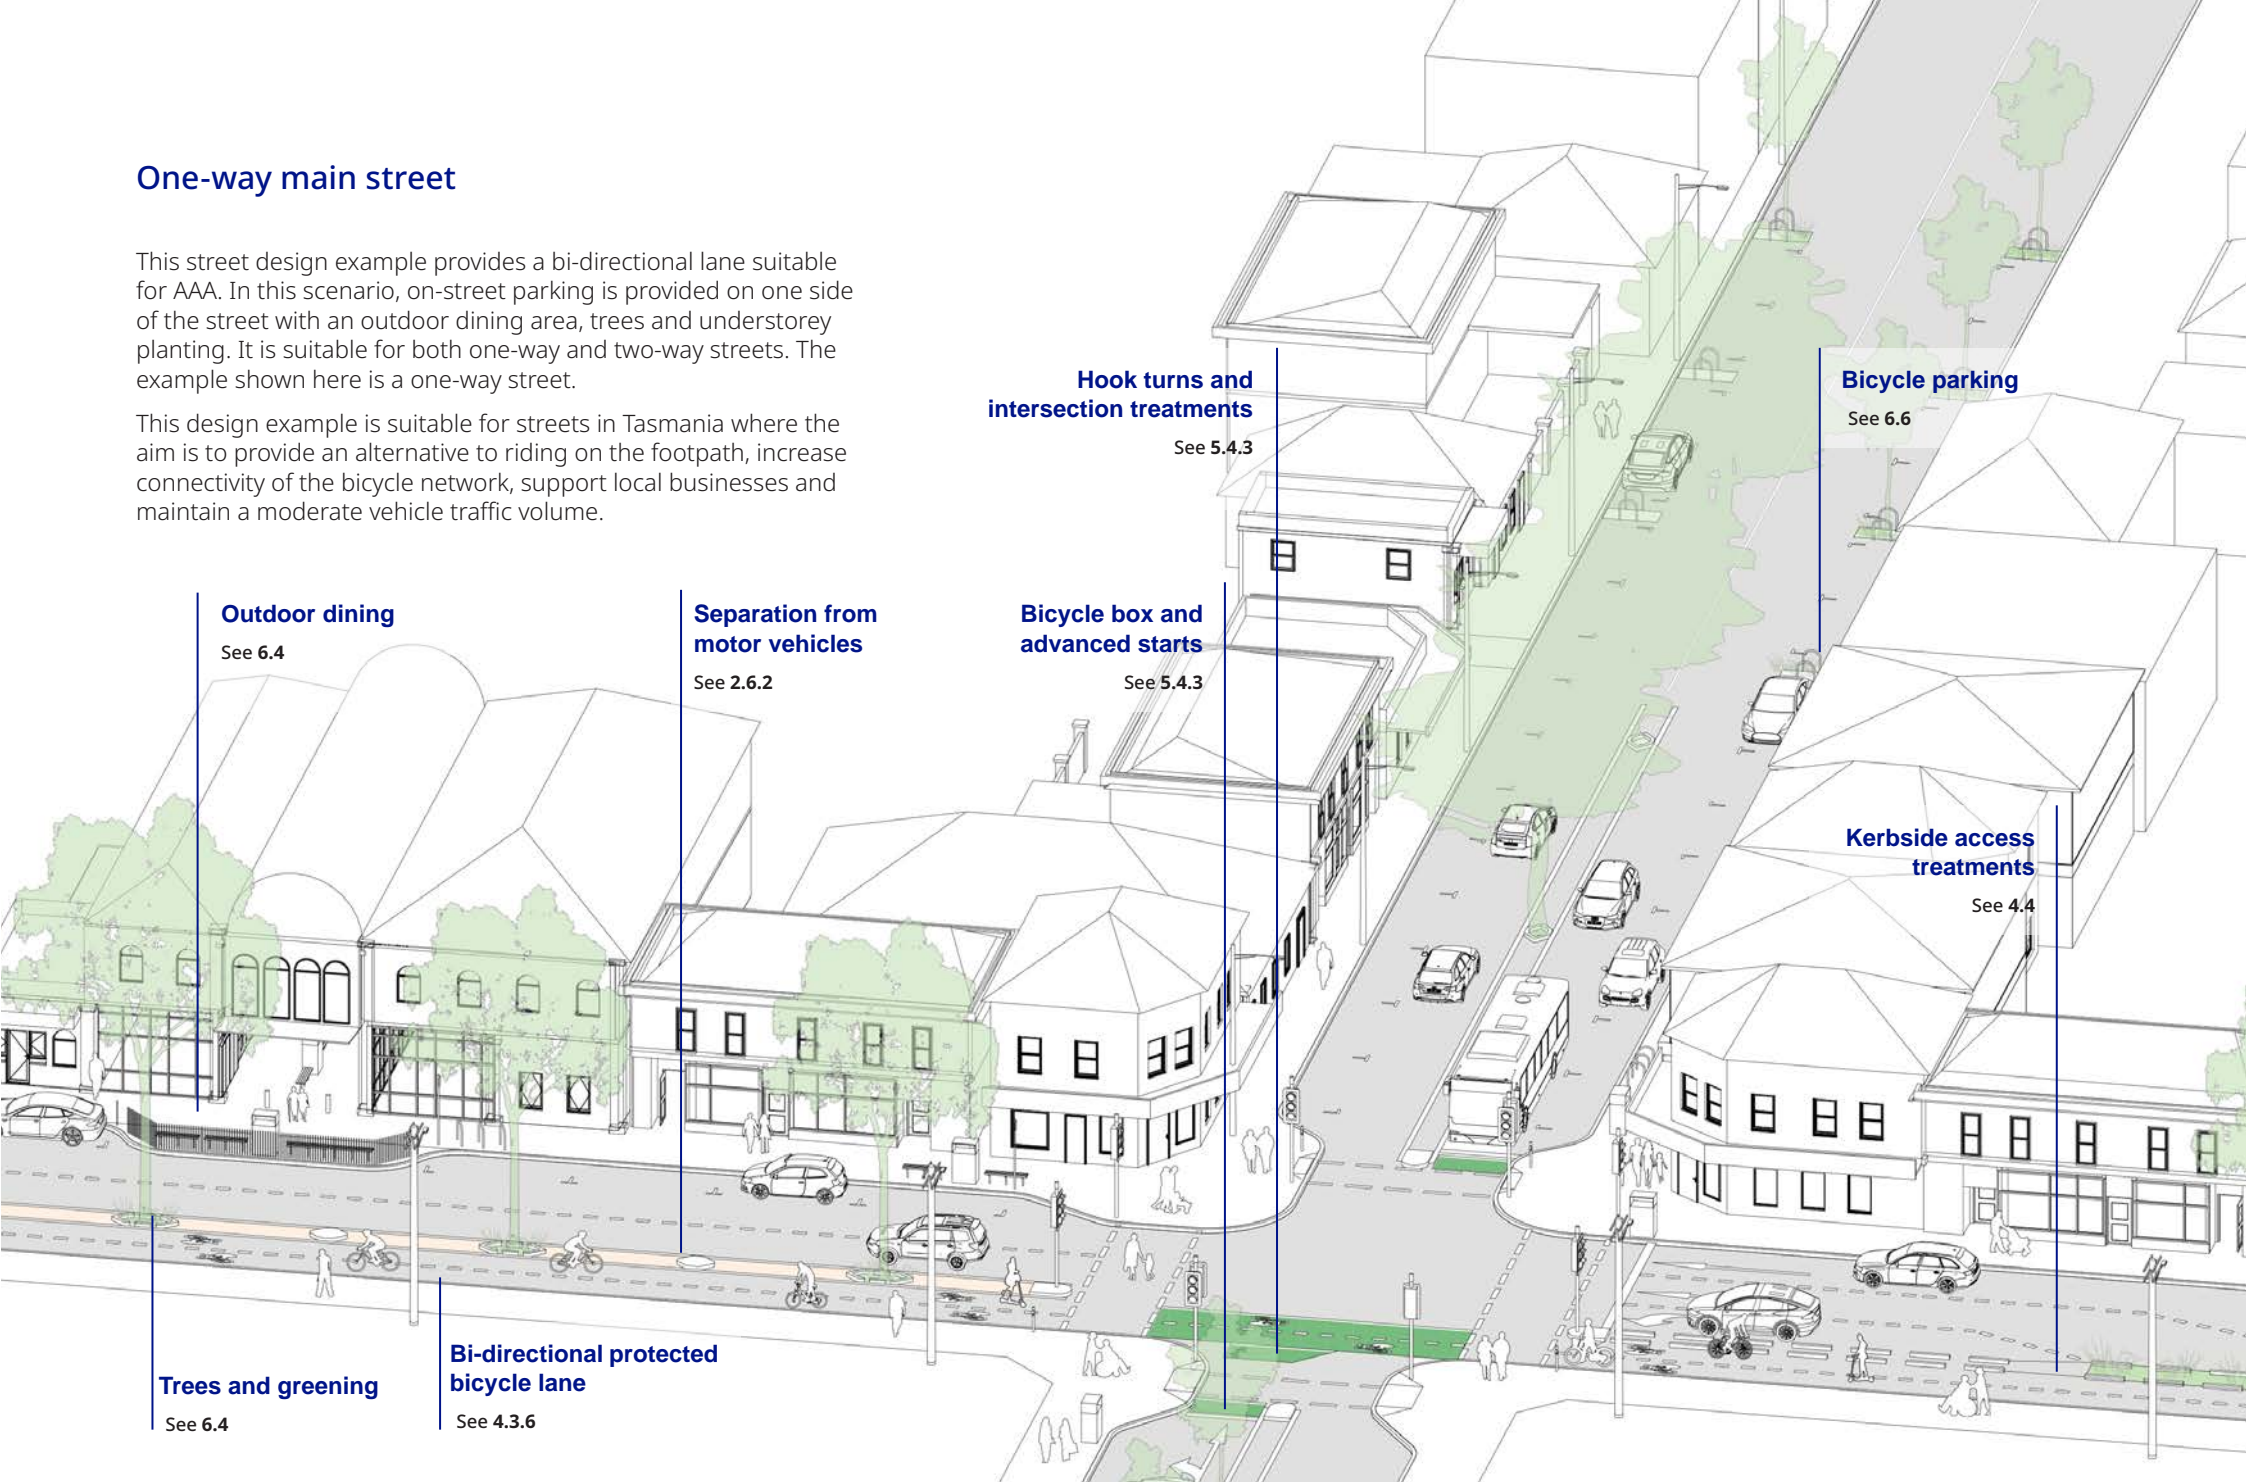 One-way main street
This street design example provides a bi-directional lane suitable
for AAA. In this scenario, on-street parking is provided on one side
of the street with an outdoor dining area, trees and understorey
planting. It is suitable for both one-way and two-way streets. The
example shown here is a one-way street.
This design example is suitable for streets in Tasmania where the
aim is to provide an alternative to riding on the footpath, increase
connectivity of the bicycle network, support local businesses and
maintain a moderate vehicle traffic volume.
Hook turns and
intersection treatments
See 5.4.3
Bicycle parking
See 6.6
Outdoor dining
See 6.4
Separation from
motor vehicles
See 2.6.2
Bicycle box and
advanced starts
See 5.4.3
Kerbside access
treatments
See 4.4
Trees and greening
See 6.4
Bi-directional protected
bicycle lane
See 4.3.6